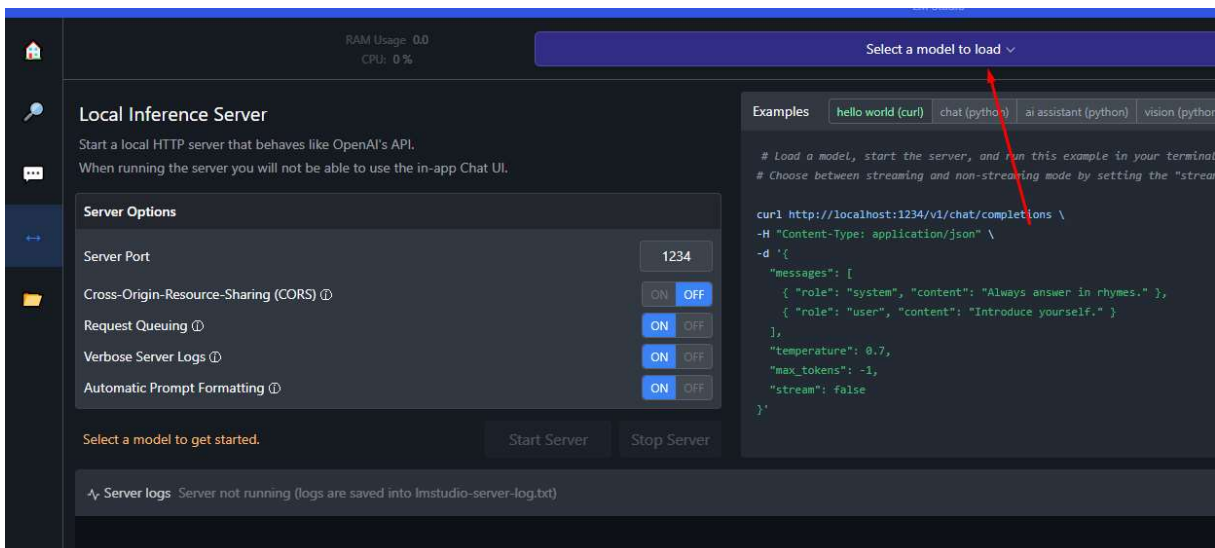 RAM Usage 0.0
CPU: 0 %
Select a model to load
Local Inference Server
Start a local HTTP server that behaves like OpenAI's API.
When running the server you will not be able to use the in-app Chat UI.
Server Options
Server Port 1234
Cross-Origin-Resource-Sharing (CORS) ON OFF
Request Queuing ON OFF
Verbose Server Logs ON OFF
Automatic Prompt Formatting ON OFF
Select a model to get started. Start Server Stop Server
Examples hello world (curl) chat (python) ai assistant (python) vision (python
# Load a model, start the server, and run this example in your terminal
# Choose between streaming and non-streaming mode by setting the "strea
curl http://localhost:1234/v1/chat/completions \
-H "Content-Type: application/json" \
-d '{
"messages": [
{ "role": "system", "content": "Always answer in rhymes." },
{ "role": "user", "content": "Introduce yourself." }
],
"temperature": 0.7,
"max_tokens": -1,
"stream": false
}'
Server logs Server not running (logs are saved into lmstudio-server-log.txt)